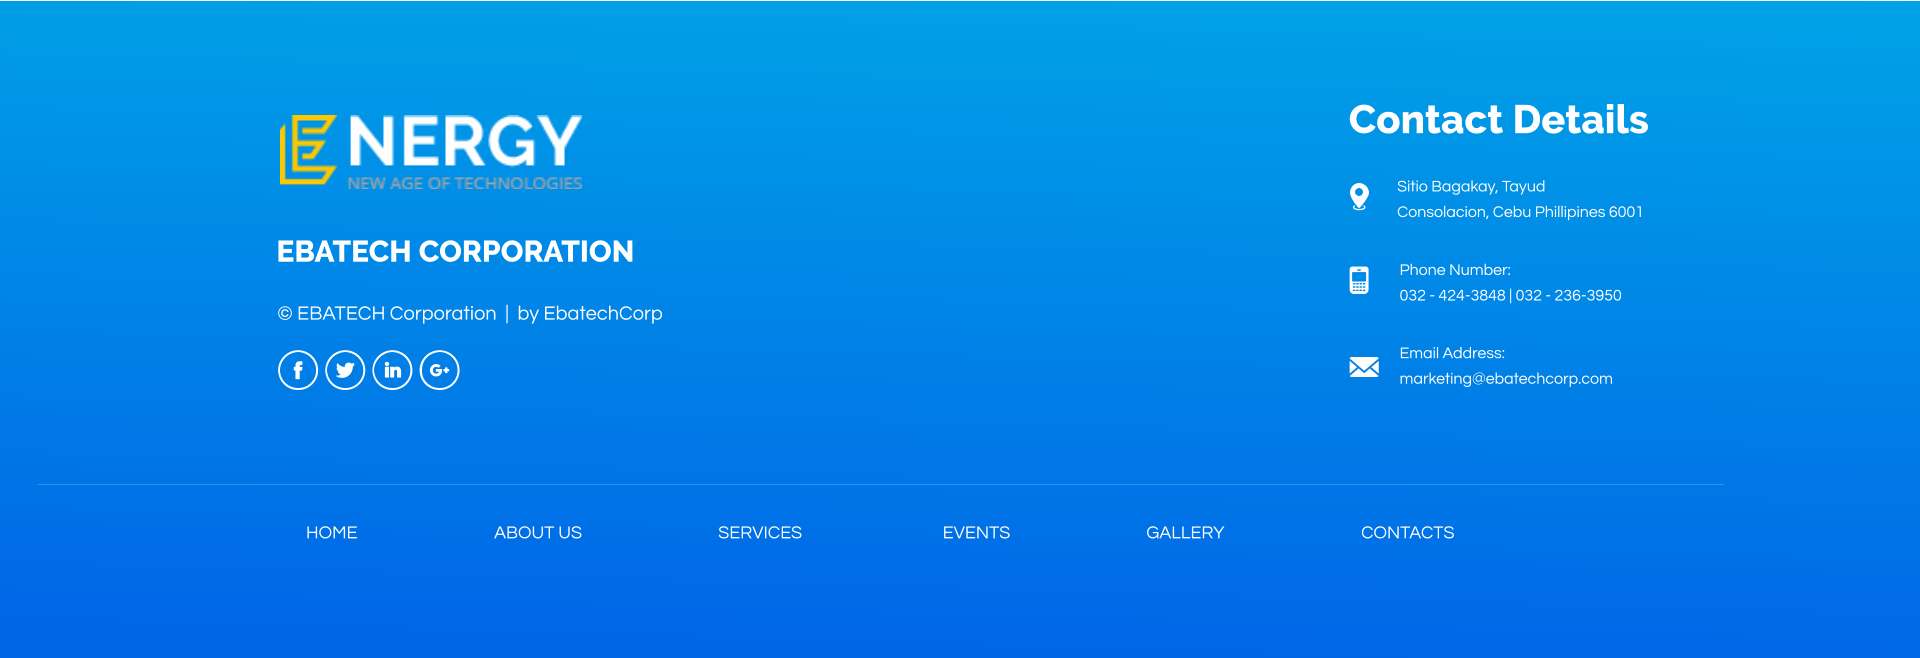 ENERGY
NEW AGE OF TECHNOLOGIES
EBATECH CORPORATION
© EBATECH Corporation | by EbatechCorp
Contact Details
Sitio Bagakay, Tayud
Consolacion, Cebu Phillipines 6001
Phone Number:
032 - 424-3848 | 032 - 236-3950
Email Address:
marketing@ebatechcorp.com
HOME ABOUT US SERVICES EVENTS GALLERY CONTACTS